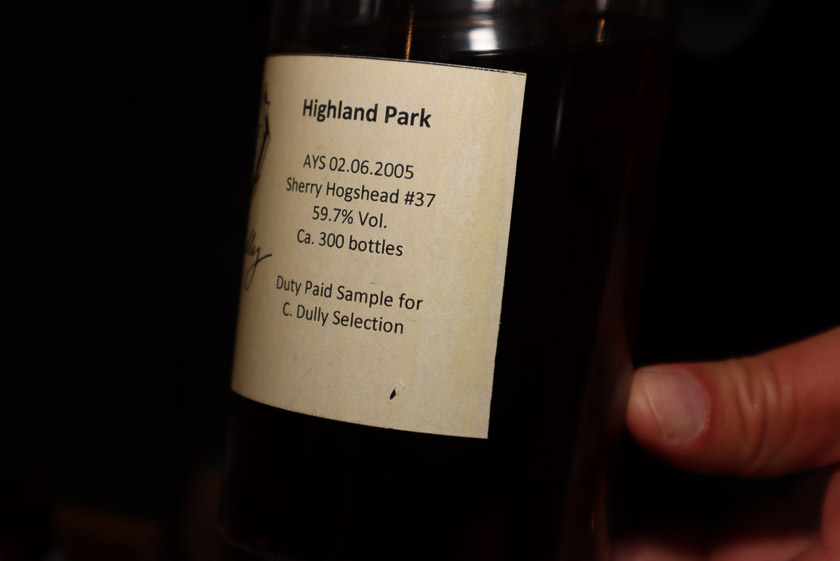 Highland Park
AYS 02.06.2005
Sherry Hogshead #37
59.7% Vol.
Ca. 300 bottles
Duty Paid Sample for
C. Dully Selection